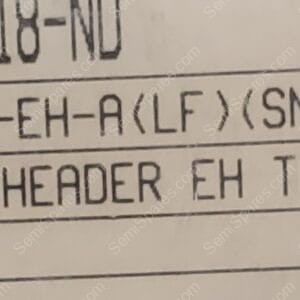 18-ND
-EH-A(LF)(SN
HEADER EH T